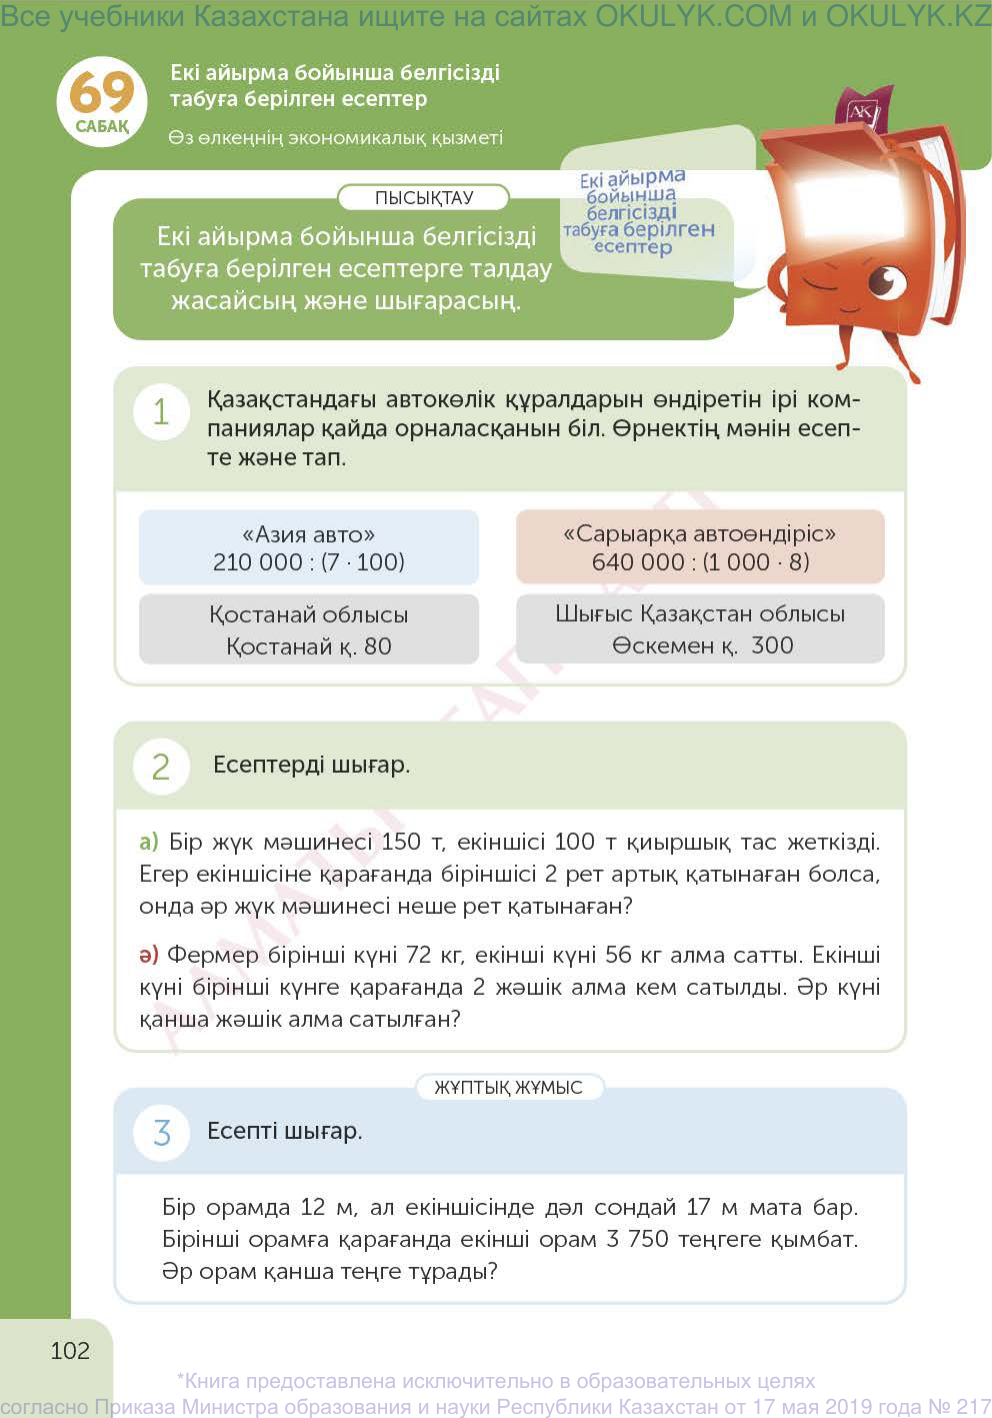 Все учебники Казахстана ищите на сайтах OKULYK.COM и OKULYK.KZ
69
САБАҚ
Екі айырма бойынша белгісізді
табуға берілген есептер
Өз өлкеңнің экономикалық қызметі
АК
ПЫСЫҚТАУ
Екі айырма бойынша белгісізді
табуға берілген есептерге талдау
жасайсың және шығарасың.
Екі айырма
бойынша
белгісізді
табуға берілген
есептер
1
Қазақстандағы автокөлік құралдарын өндіретін ірі ком-
паниялар қайда орналасқанын біл. Өрнектің мәнін есеп-
те және тап.
«Азия авто»
210 000 : (7 · 100)
«Сарыарқа автоөндіріс»
640 000 : (1 000 · 8)
Қостанай облысы
Қостанай қ. 80
Шығыс Қазақстан облысы
Өскемен қ. 300
2
Есептерді шығар.
а) Бір жүк мәшинесі 150 т, екіншісі 100 т қиыршық тас жеткізді.
Егер екіншісіне қарағанда біріншісі 2 рет артық қатынаған болса,
онда әр жүк мәшинесі неше рет қатынаған?
ә) Фермер бірінші күні 72 кг, екінші күні 56 кг алма сатты. Екінші
күні бірінші күнге қарағанда 2 жәшік алма кем сатылды. Әр күні
қанша жәшік алма сатылған?
ЖҰПТЫҚ ЖҰМЫС
3
Есепті шығар.
Бір орамда 12 м, ал екіншісінде дәл сондай 17 м мата бар.
Бірінші орамға қарағанда екінші орам 3 750 теңгеге қымбат.
Әр орам қанша теңге тұрады?
102
*Книга предоставлена исключительно в образовательных целях
согласно Приказа Министра образования и науки Республики Казахстан от 17 мая 2019 года № 217